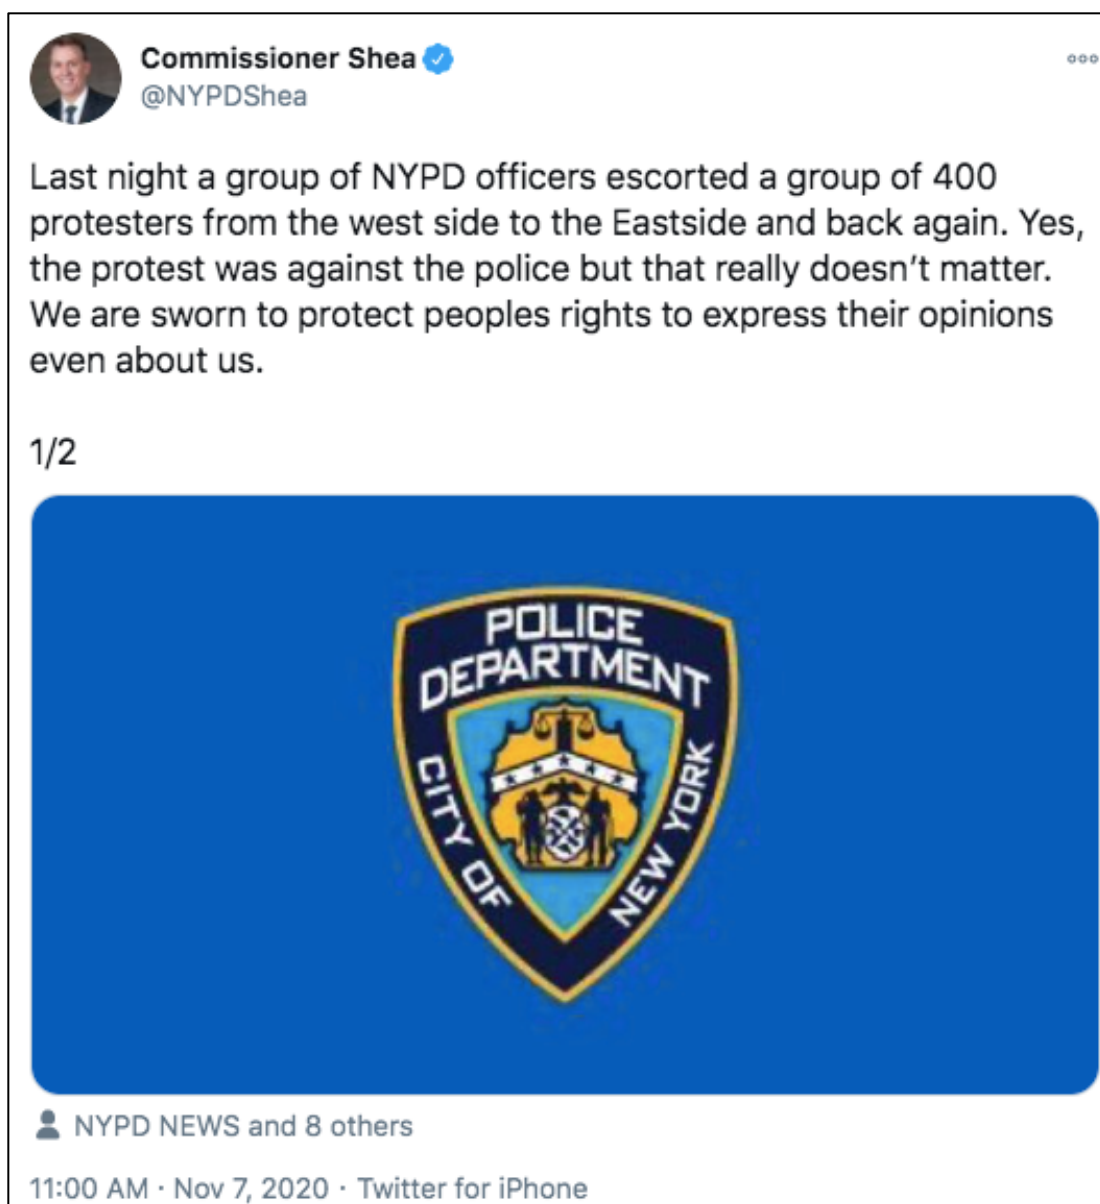 Commissioner Shea
@NYPDShea
Last night a group of NYPD officers escorted a group of 400
protesters from the west side to the Eastside and back again. Yes,
the protest was against the police but that really doesn't matter.
We are sworn to protect peoples rights to express their opinions
even about us.
1/2
POLICE
DEPARTMENT
CITY OF
NEW YORK
NYPD NEWS and 8 others
11:00 AM · Nov 7, 2020 · Twitter for iPhone